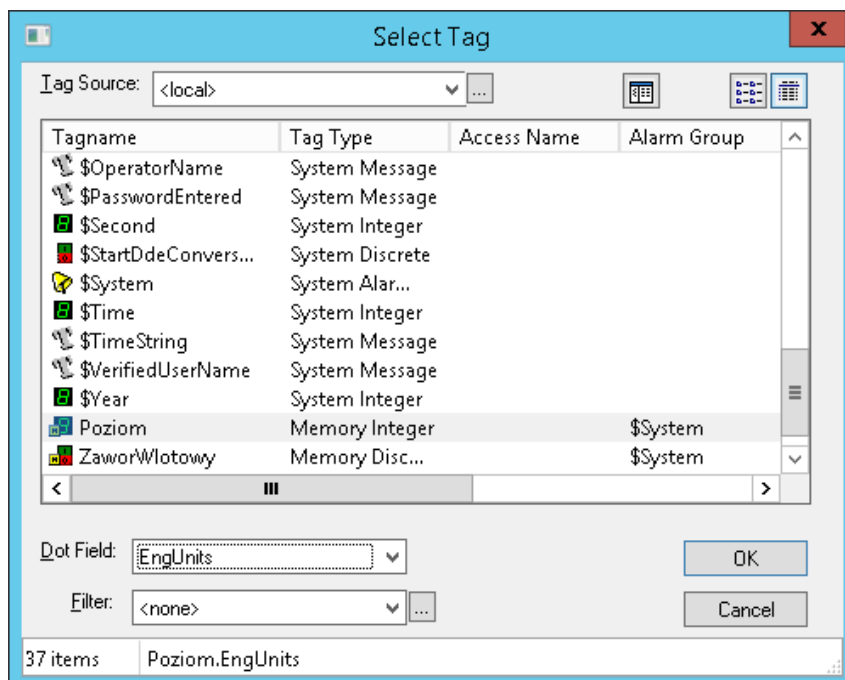 Select Tag
x
Tag Source: <local> ...
Tagname Tag Type Access Name Alarm Group
$OperatorName System Message
$PasswordEntered System Message
$Second System Integer
$StartDdeConvers... System Discrete
$System System Alar...
$Time System Integer
$TimeString System Message
$VerifiedUserName System Message
$Year System Integer
Poziom Memory Integer $System
ZaworWlotowy Memory Disc... $System
Dot Field: EngUnits OK
Filter: <none> ... Cancel
37 items Poziom.EngUnits